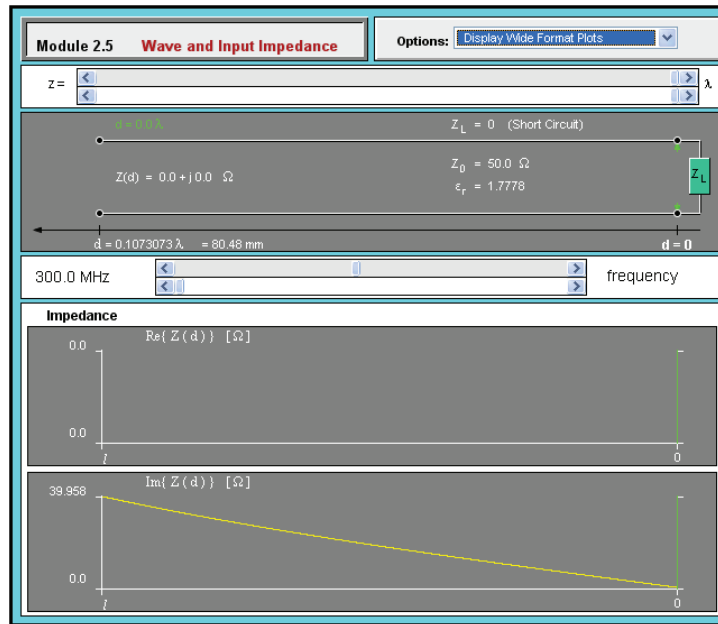 Module 2.5 Wave and Input Impedance
Options: Display Wide Format Plots
z = λ
d = 0.0 λ
Z_L = 0 (Short Circuit)
Z(d) = 0.0 + j 0.0 Ω
Z_0 = 50.0 Ω
ε_r = 1.7778
Z_L
d = 0.1073073 λ = 80.48 mm
d = 0
300.0 MHz
frequency
Impedance
Re{ Z(d) } [Ω]
0.0
0.0
l
0
Im{ Z(d) } [Ω]
39.958
0.0
l
0